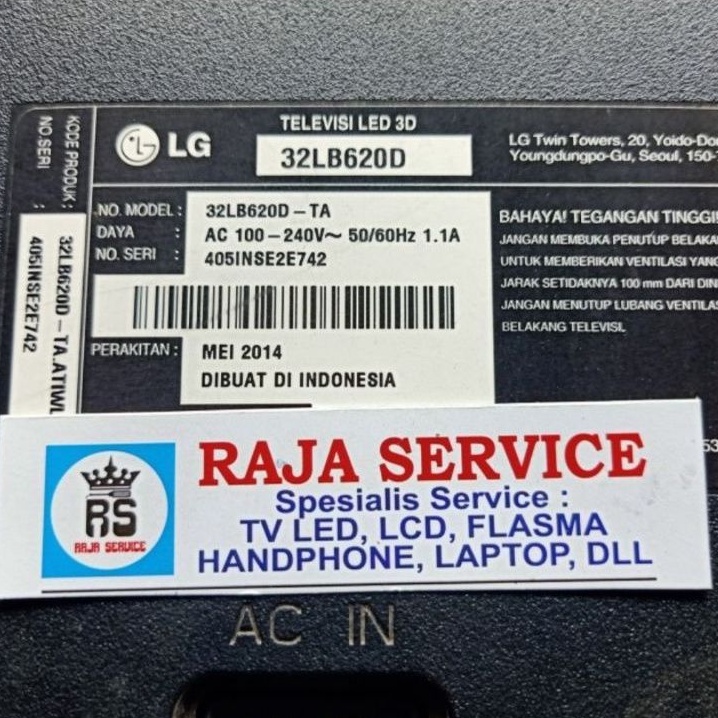 TELEVISI LED 3D
LG
32LB620D
LG Twin Towers, 20, Yoido-Do
Youngdungpo-Gu, Seoul, 150-
KODE PRODUK : 32LB620D – TA.ATIWL
NO. SERI : 405INSE2E742
NO. MODEL : 32LB620D – TA
DAYA : AC 100 – 240V~ 50/60Hz 1.1A
NO. SERI : 405INSE2E742
PERAKITAN : MEI 2014
DIBUAT DI INDONESIA
BAHAYA! TEGANGAN TINGGI!
JANGAN MEMBUKA PENUTUP BELAKA
UNTUK MEMBERIKAN VENTILASI YANG
JARAK SETIDAKNYA 100 mm DARI DIN
JANGAN MENUTUP LUBANG VENTILA
BELAKANG TELEVISI.
53
RS
RAJA SERVICE
RAJA SERVICE
Spesialis Service :
TV LED, LCD, FLASMA
HANDPHONE, LAPTOP, DLL
AC IN